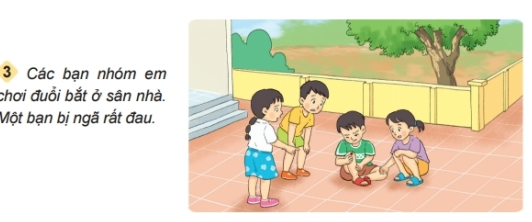 3 Các bạn nhóm em
chơi đuổi bắt ở sân nhà.
Một bạn bị ngã rất đau.